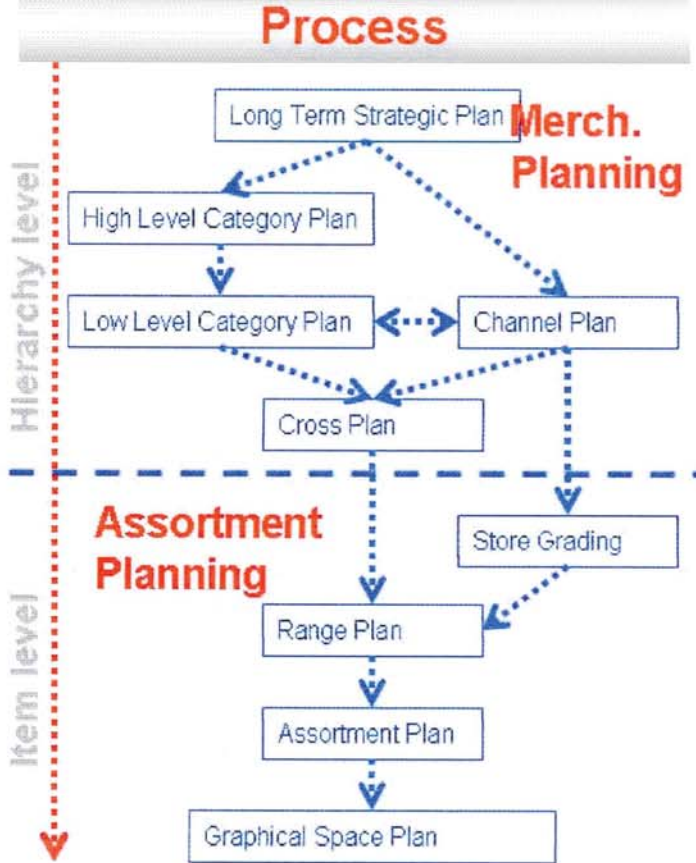 Process
Long Term Strategic Plan
Merch.
Planning
High Level Category Plan
Low Level Category Plan
Channel Plan
Cross Plan
Hierarchy level
Assortment
Planning
Store Grading
Range Plan
Assortment Plan
Graphical Space Plan
Item level